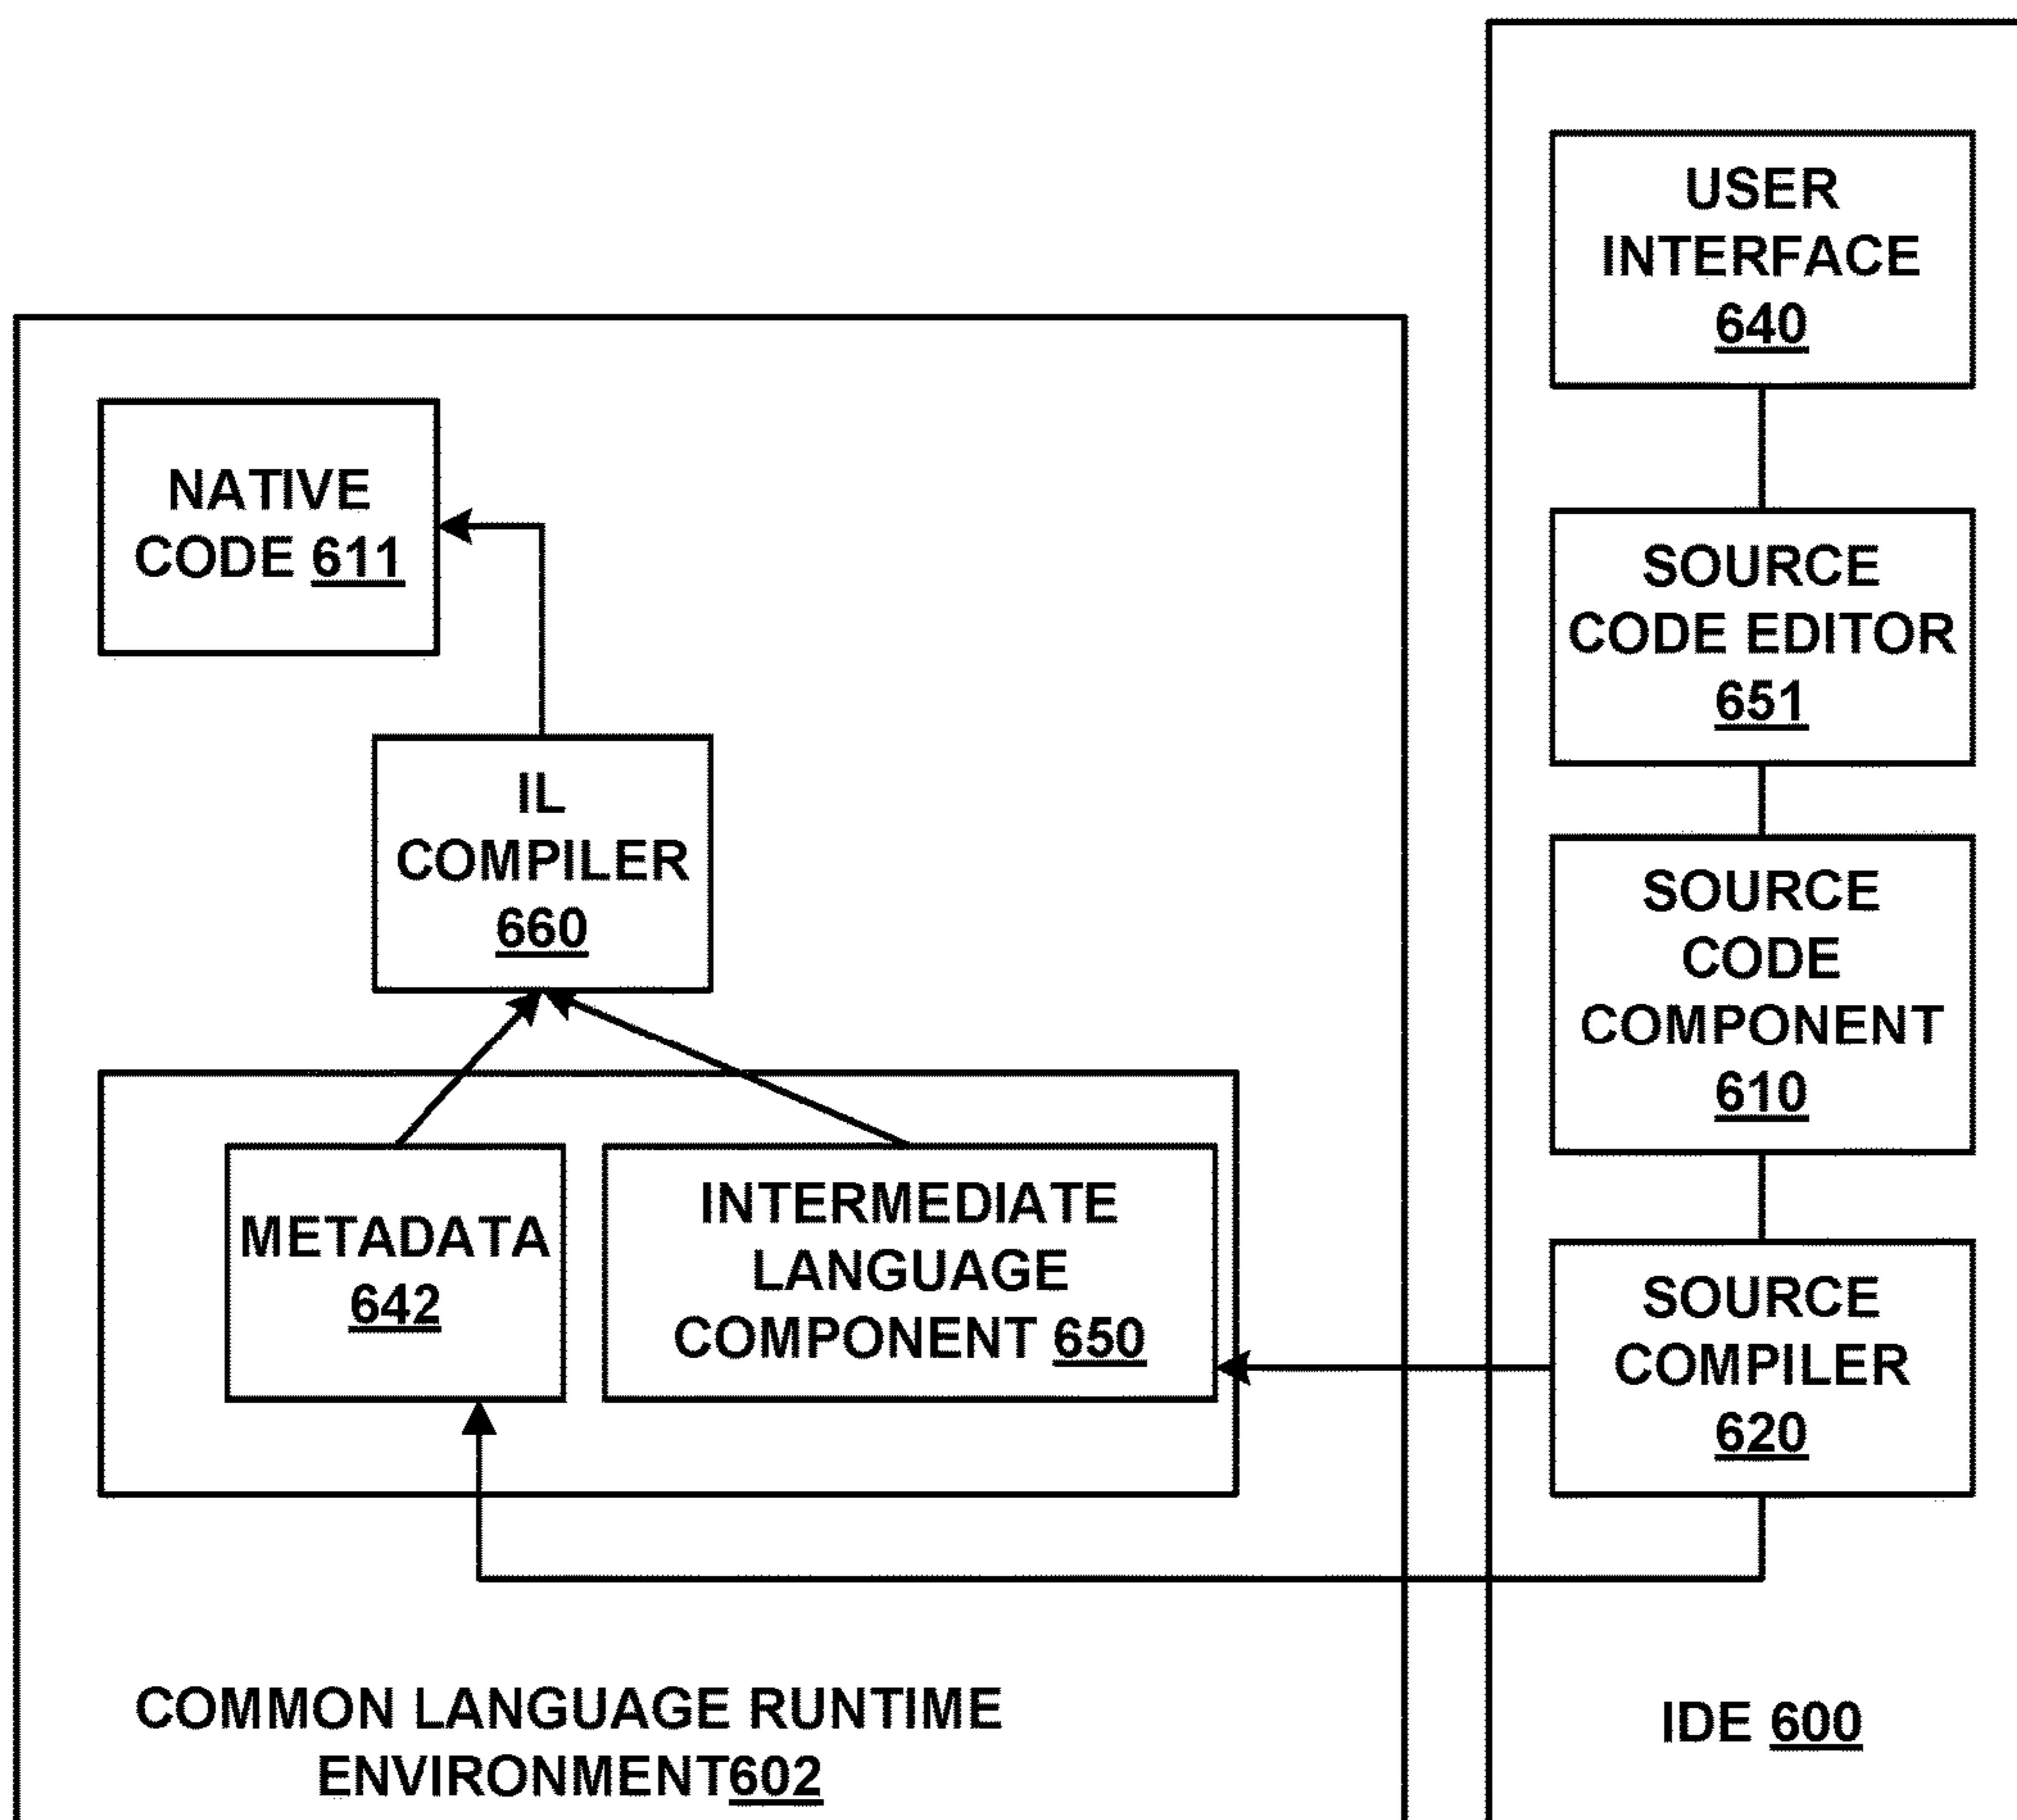 USER
INTERFACE
640
NATIVE
CODE 611
SOURCE
CODE EDITOR
651
IL
COMPILER
660
SOURCE
CODE
COMPONENT
610
METADATA
642
INTERMEDIATE
LANGUAGE
COMPONENT 650
SOURCE
COMPILER
620
COMMON LANGUAGE RUNTIME
ENVIRONMENT602
IDE 600